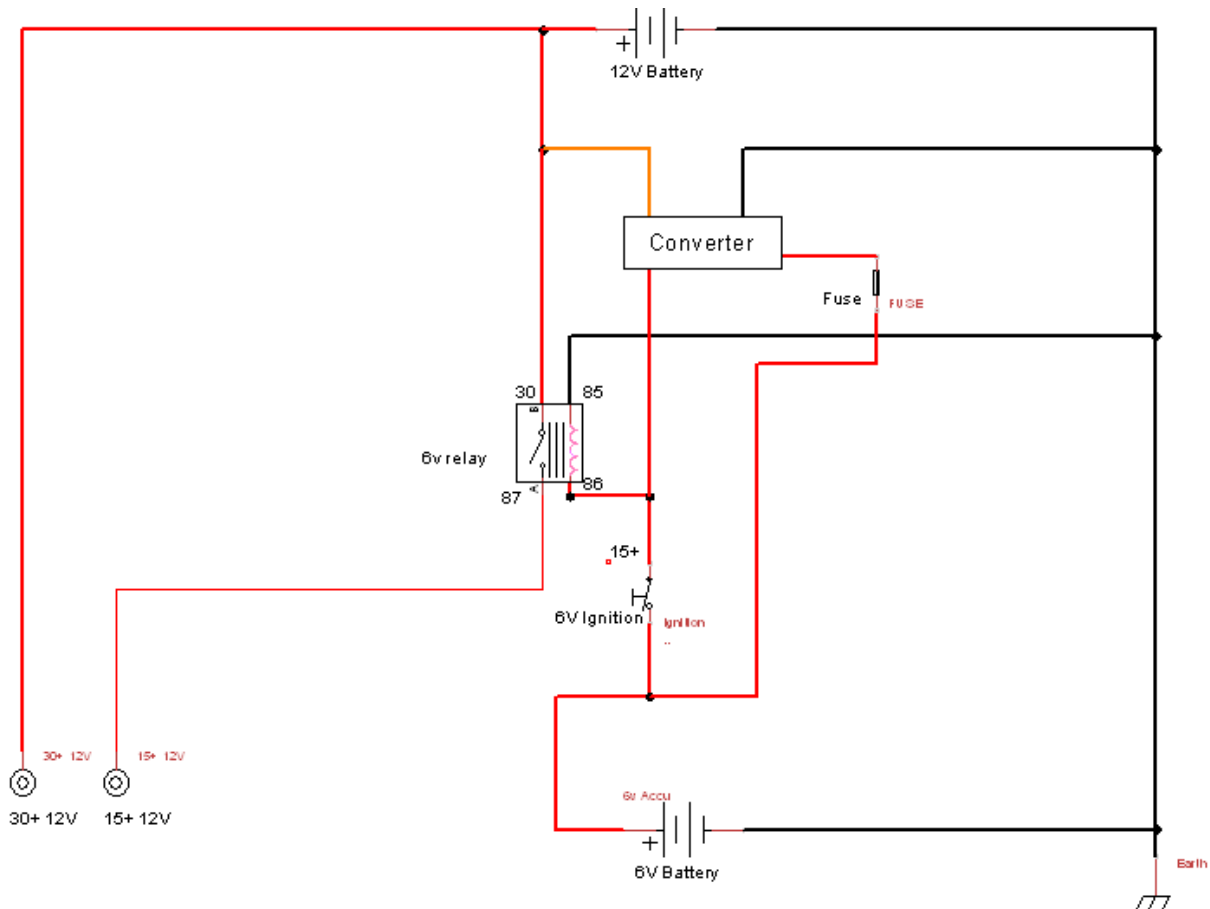 +
12V Battery
Converter
Fuse
FUSE
30
85
B
6v relay
87
A
86
15+
6V Ignition
Ignition
30+ 12V
15+ 12V
30+ 12V
15+ 12V
6v Accu
+
6V Battery
Earth